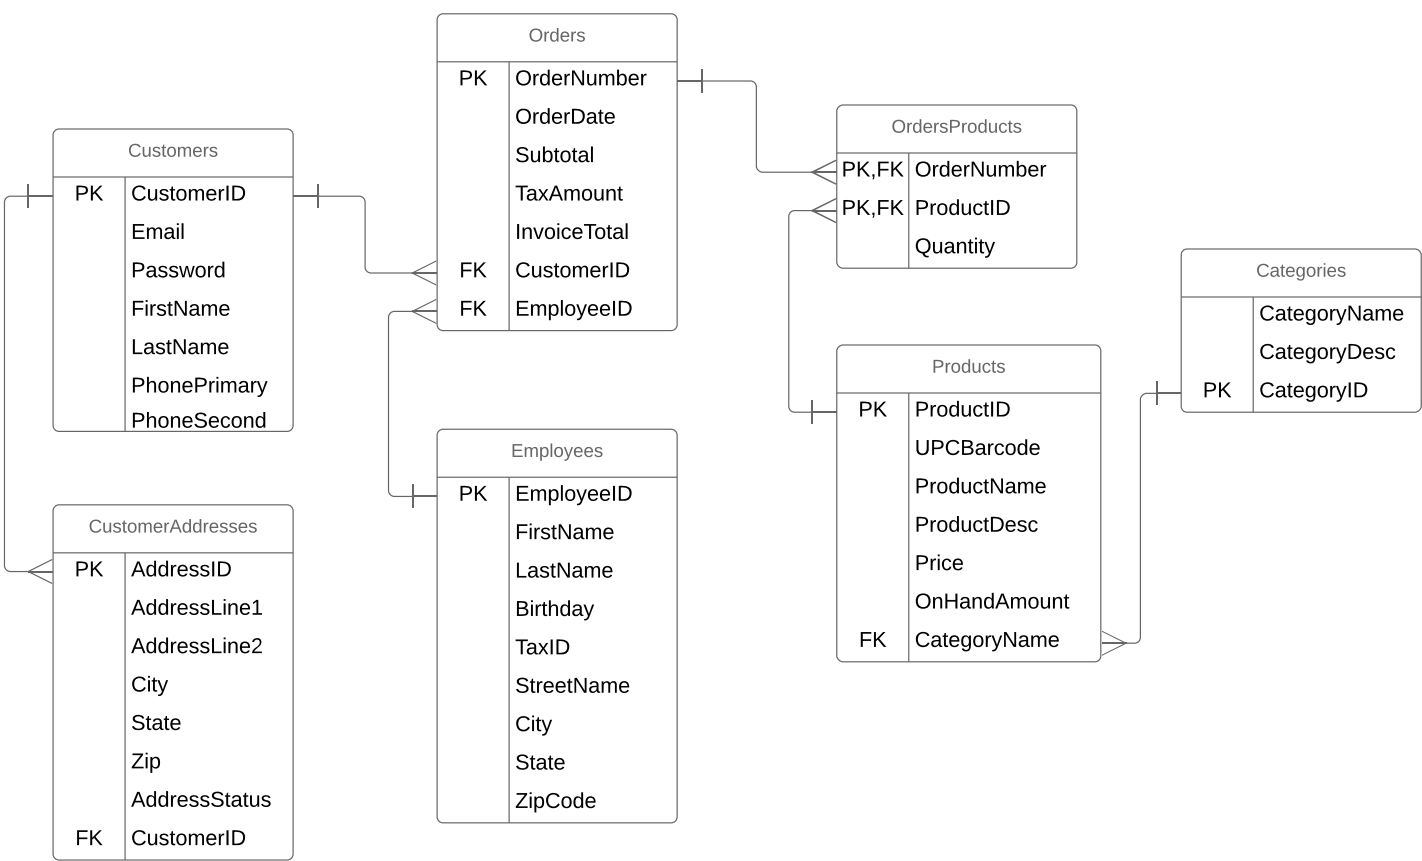 Orders
PK OrderNumber
OrderDate
Subtotal
TaxAmount
InvoiceTotal
FK CustomerID
FK EmployeeID
Customers
PK CustomerID
Email
Password
FirstName
LastName
PhonePrimary
PhoneSecond
OrdersProducts
PK,FK OrderNumber
PK,FK ProductID
Quantity
Categories
CategoryName
CategoryDesc
PK CategoryID
Products
PK ProductID
UPCBarcode
ProductName
ProductDesc
Price
OnHandAmount
FK CategoryName
Employees
PK EmployeeID
FirstName
LastName
Birthday
TaxID
StreetName
City
State
ZipCode
CustomerAddresses
PK AddressID
AddressLine1
AddressLine2
City
State
Zip
AddressStatus
FK CustomerID